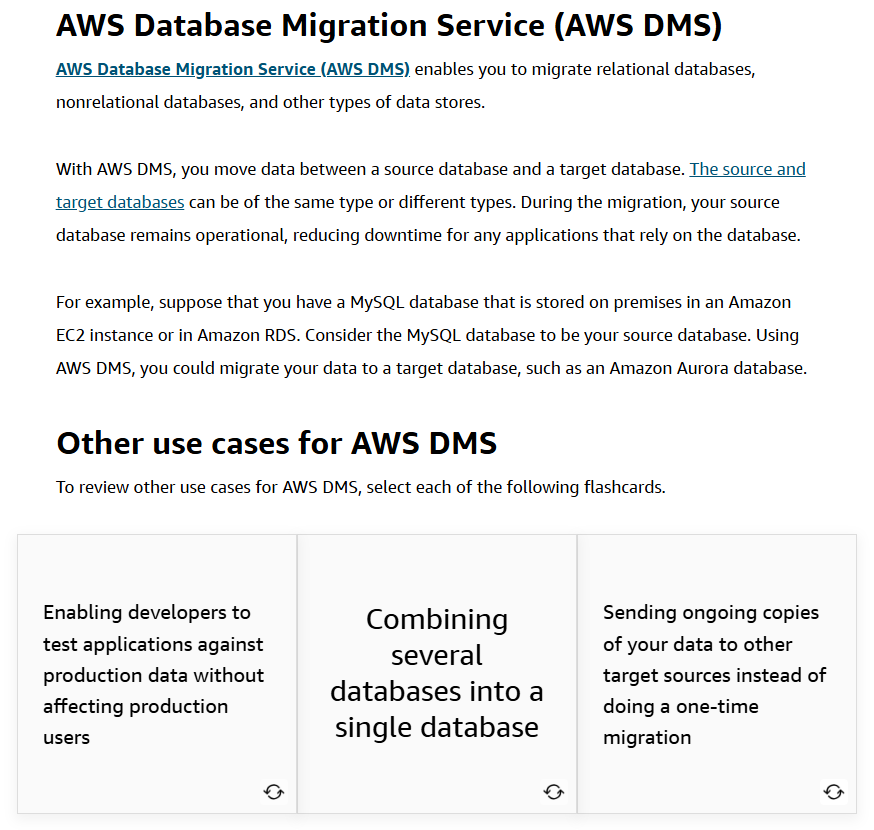 AWS Database Migration Service (AWS DMS)
AWS Database Migration Service (AWS DMS) enables you to migrate relational databases,
nonrelational databases, and other types of data stores.
With AWS DMS, you move data between a source database and a target database. The source and
target databases can be of the same type or different types. During the migration, your source
database remains operational, reducing downtime for any applications that rely on the database.
For example, suppose that you have a MySQL database that is stored on premises in an Amazon
EC2 instance or in Amazon RDS. Consider the MySQL database to be your source database. Using
AWS DMS, you could migrate your data to a target database, such as an Amazon Aurora database.
Other use cases for AWS DMS
To review other use cases for AWS DMS, select each of the following flashcards.
Enabling developers to
test applications against
production data without
affecting production
users
Combining
several
databases into a
single database
Sending ongoing copies
of your data to other
target sources instead of
doing a one-time
migration